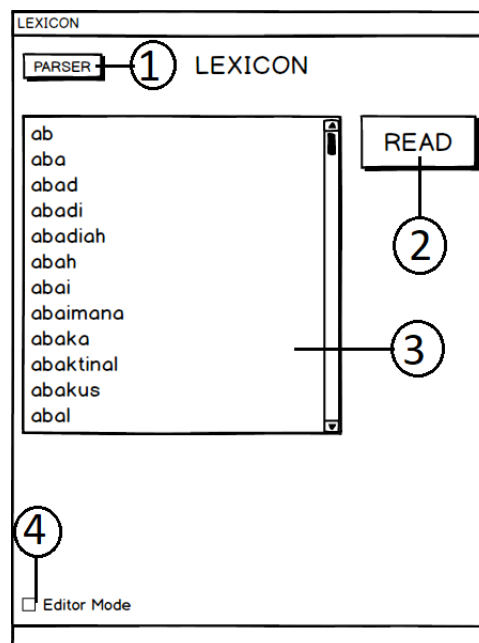 LEXICON
PARSER 1 LEXICON
ab
READ
aba
abad
abadi
abadiah
2
abah
abai
abaimana
abaka
3
abaktinal
abakus
abal
4
Editor Mode